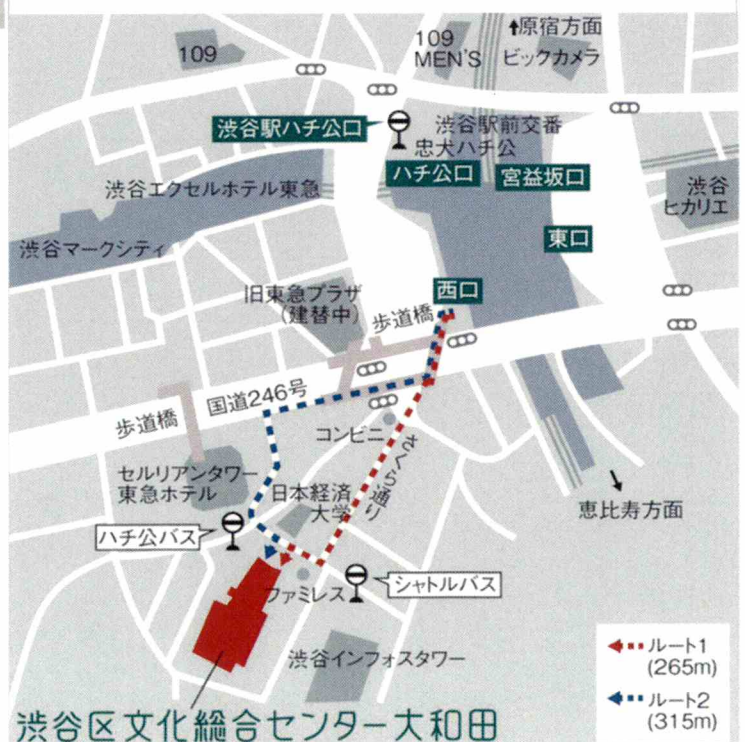 ↑原宿方面
109
109
MEN'S
ビックカメラ
渋谷駅ハチ公口
渋谷駅前交番
忠犬ハチ公
ハチ公口
宮益坂口
渋谷エクセルホテル東急
渋谷
ヒカリエ
東口
渋谷マークシティ
西口
旧東急プラザ
(建替中)
歩道橋
国道246号
歩道橋
コンビニ
さくら通り
セルリアンタワー
東急ホテル
日本経済
大学
恵比寿方面
ハチ公バス
シャトルバス
ファミレス
渋谷インフォスタワー
ルート1
(265m)
ルート2
(315m)
渋谷区文化総合センター大和田